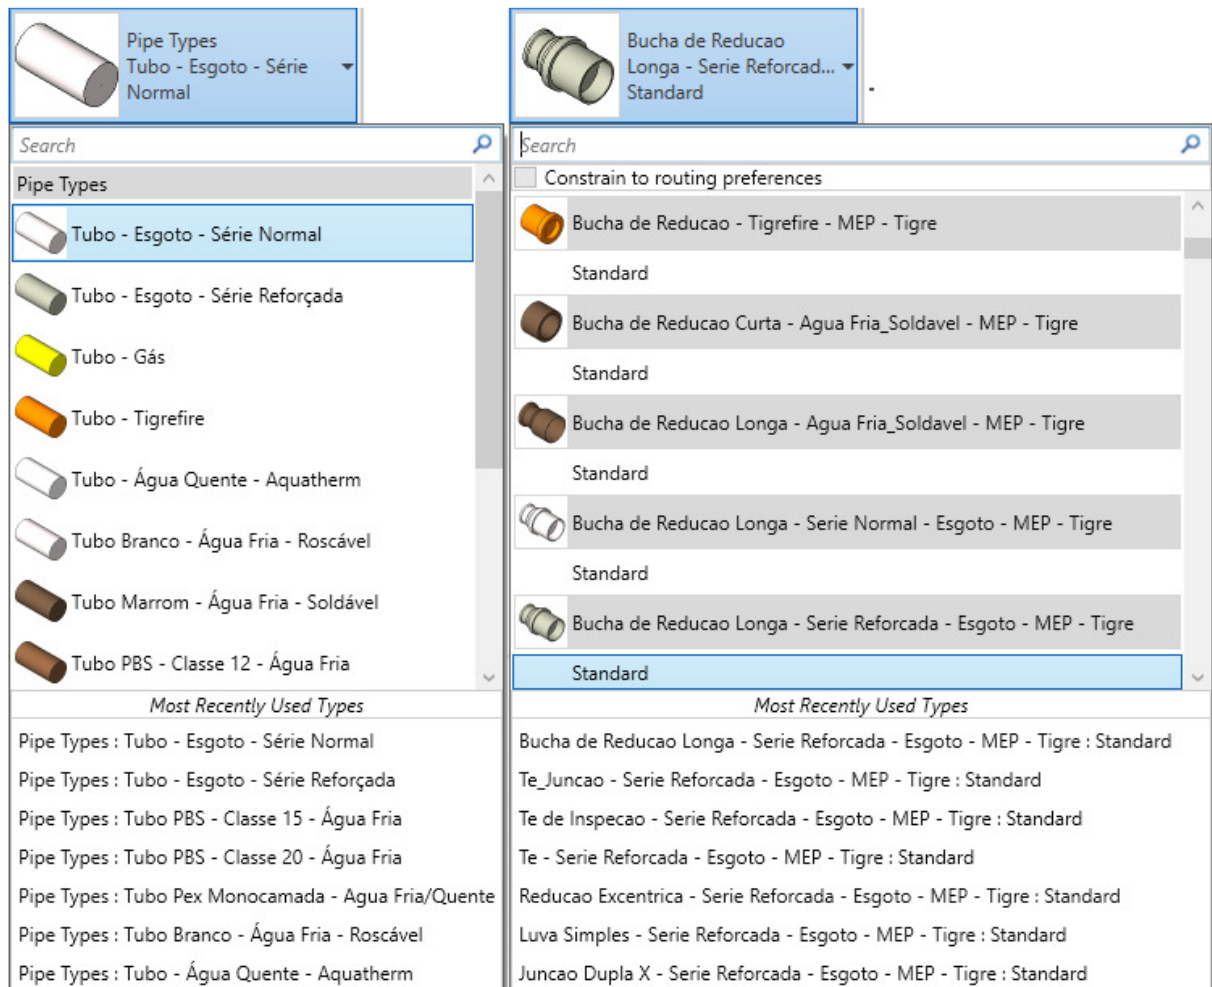 Pipe Types
Tubo - Esgoto - Série
Normal
Search
Pipe Types
Tubo - Esgoto - Série Normal
Tubo - Esgoto - Série Reforçada
Tubo - Gás
Tubo - Tigrefire
Tubo - Água Quente - Aquatherm
Tubo Branco - Água Fria - Roscável
Tubo Marrom - Água Fria - Soldável
Tubo PBS - Classe 12 - Água Fria
Most Recently Used Types
Pipe Types : Tubo - Esgoto - Série Normal
Pipe Types : Tubo - Esgoto - Série Reforçada
Pipe Types : Tubo PBS - Classe 15 - Água Fria
Pipe Types : Tubo PBS - Classe 20 - Água Fria
Pipe Types : Tubo Pex Monocamada - Agua Fria/Quente
Pipe Types : Tubo Branco - Água Fria - Roscável
Pipe Types : Tubo - Água Quente - Aquatherm
Bucha de Reducao
Longa - Serie Reforcad...
Standard
.
Search
Constrain to routing preferences
Bucha de Reducao - Tigrefire - MEP - Tigre
Standard
Bucha de Reducao Curta - Agua Fria_Soldavel - MEP - Tigre
Standard
Bucha de Reducao Longa - Agua Fria_Soldavel - MEP - Tigre
Standard
Bucha de Reducao Longa - Serie Normal - Esgoto - MEP - Tigre
Standard
Bucha de Reducao Longa - Serie Reforcada - Esgoto - MEP - Tigre
Standard
Most Recently Used Types
Bucha de Reducao Longa - Serie Reforcada - Esgoto - MEP - Tigre : Standard
Te_Juncao - Serie Reforcada - Esgoto - MEP - Tigre : Standard
Te de Inspecao - Serie Reforcada - Esgoto - MEP - Tigre : Standard
Te - Serie Reforcada - Esgoto - MEP - Tigre : Standard
Reducao Excentrica - Serie Reforcada - Esgoto - MEP - Tigre : Standard
Luva Simples - Serie Reforcada - Esgoto - MEP - Tigre : Standard
Juncao Dupla X - Serie Reforcada - Esgoto - MEP - Tigre : Standard